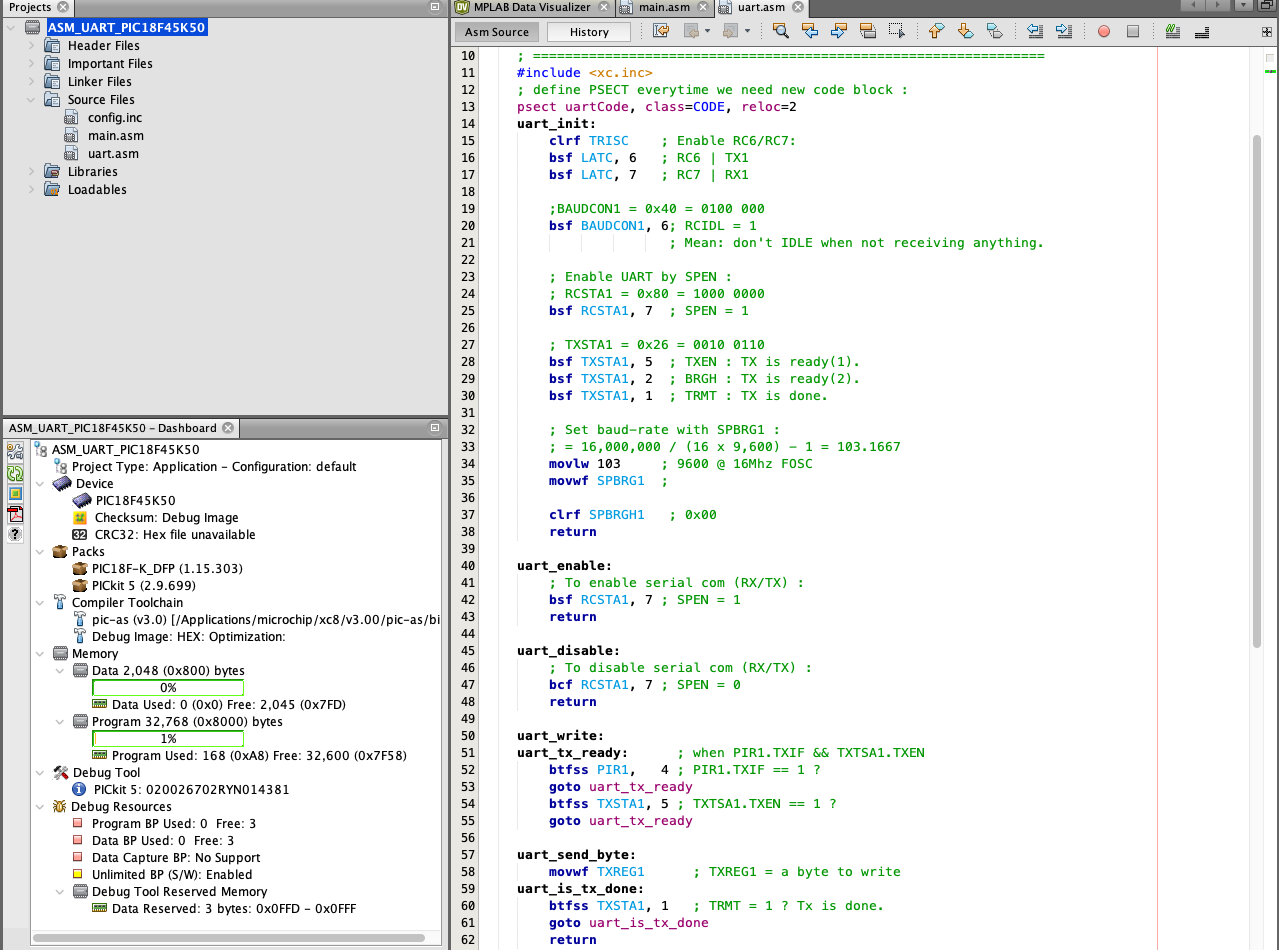 Projects
ASM_UART_PIC18F45K50
Header Files
Important Files
Linker Files
Source Files
config.inc
main.asm
uart.asm
Libraries
Loadables
ASM_UART_PIC18F45K50 - Dashboard
ASM_UART_PIC18F45K50
Project Type: Application - Configuration: default
Device
PIC18F45K50
Checksum: Debug Image
CRC32: Hex file unavailable
Packs
PIC18F-K_DFP (1.15.303)
PICkit 5 (2.9.699)
Compiler Toolchain
pic-as (v3.0) [/Applications/microchip/xc8/v3.00/pic-as/bi
Debug Image: HEX: Optimization:
Memory
Data 2,048 (0x800) bytes
0%
Data Used: 0 (0x0) Free: 2,045 (0x7FD)
Program 32,768 (0x8000) bytes
1%
Program Used: 168 (0xA8) Free: 32,600 (0x7F58)
Debug Tool
PICkit 5: 020026702RYN014381
Debug Resources
Program BP Used: 0 Free: 3
Data BP Used: 0 Free: 3
Data Capture BP: No Support
Unlimited BP (S/W): Enabled
Debug Tool Reserved Memory
Data Reserved: 3 bytes: 0x0FFD - 0x0FFF
MPLAB Data Visualizer main.asm uart.asm
Asm Source History
10 ; ================================================================
11 #include <xc.inc>
12 ; define PSECT everytime we need new code block :
13 psect uartCode, class=CODE, reloc=2
14 uart_init:
15 clrf TRISC ; Enable RC6/RC7:
16 bsf LATC, 6 ; RC6 | TX1
17 bsf LATC, 7 ; RC7 | RX1
18
19 ;BAUDCON1 = 0x40 = 0100 000
20 bsf BAUDCON1, 6; RCIDL = 1
21 ; Mean: don't IDLE when not receiving anything.
22
23 ; Enable UART by SPEN :
24 ; RCSTA1 = 0x80 = 1000 0000
25 bsf RCSTA1, 7 ; SPEN = 1
26
27 ; TXSTA1 = 0x26 = 0010 0110
28 bsf TXSTA1, 5 ; TXEN : TX is ready(1).
29 bsf TXSTA1, 2 ; BRGH : TX is ready(2).
30 bsf TXSTA1, 1 ; TRMT : TX is done.
31
32 ; Set baud-rate with SPBRG1 :
33 ; = 16,000,000 / (16 x 9,600) - 1 = 103.1667
34 movlw 103 ; 9600 @ 16Mhz FOSC
35 movwf SPBRG1 ;
36
37 clrf SPBRGH1 ; 0x00
38 return
39
40 uart_enable:
41 ; To enable serial com (RX/TX) :
42 bsf RCSTA1, 7 ; SPEN = 1
43 return
44
45 uart_disable:
46 ; To disable serial com (RX/TX) :
47 bcf RCSTA1, 7 ; SPEN = 0
48 return
49
50 uart_write:
51 uart_tx_ready: ; when PIR1.TXIF && TXTSA1.TXEN
52 btfss PIR1, 4 ; PIR1.TXIF == 1 ?
53 goto uart_tx_ready
54 btfss TXSTA1, 5 ; TXTSA1.TXEN == 1 ?
55 goto uart_tx_ready
56
57 uart_send_byte:
58 movwf TXREG1 ; TXREG1 = a byte to write
59 uart_is_tx_done:
60 btfss TXSTA1, 1 ; TRMT = 1 ? Tx is done.
61 goto uart_is_tx_done
62 return